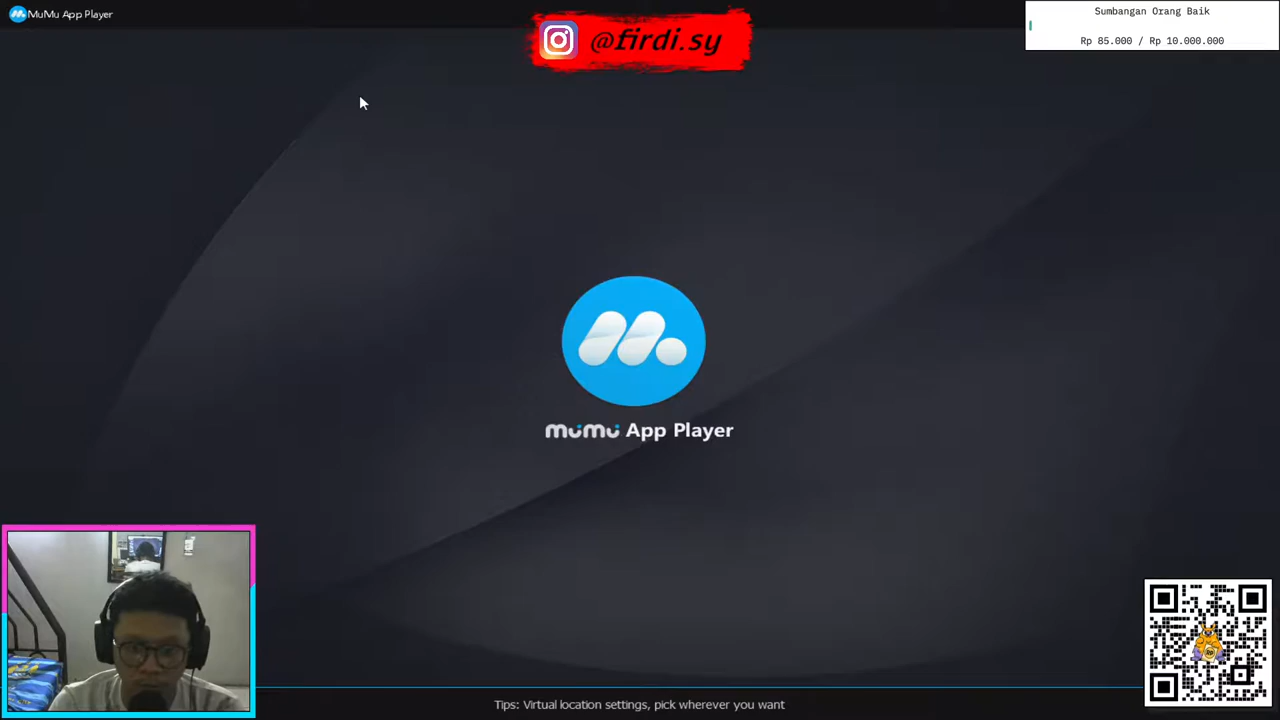 MuMu App Player
@firdi.sy
Sumbangan Orang Baik
Rp 85.000 / Rp 10.000.000
mumu App Player
Rp
Tips: Virtual location settings, pick wherever you want